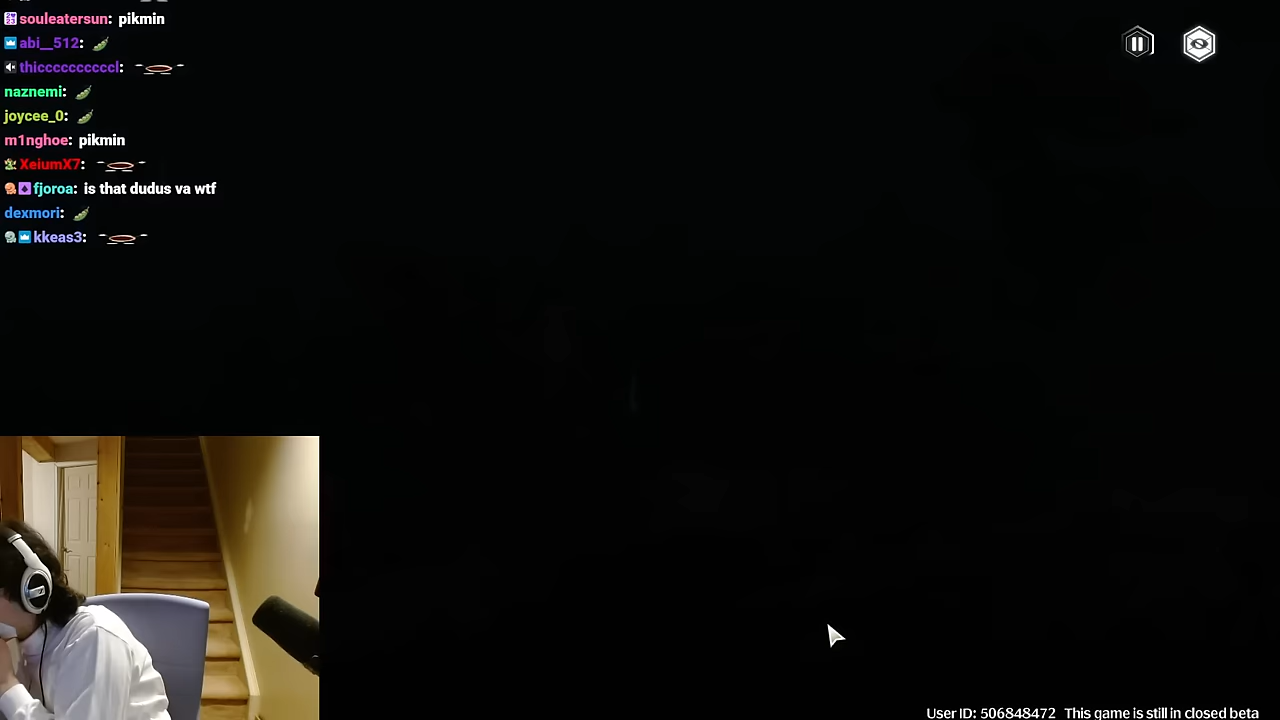 souleatersun: pikmin
abi__512:
thicccccccccl:
naznemi:
joycee_0:
m1nghoe: pikmin
XeiumX7:
fjoroa: is that dudus va wtf
dexmori:
kkeas3:
User ID: 506848472 This game is still in closed beta